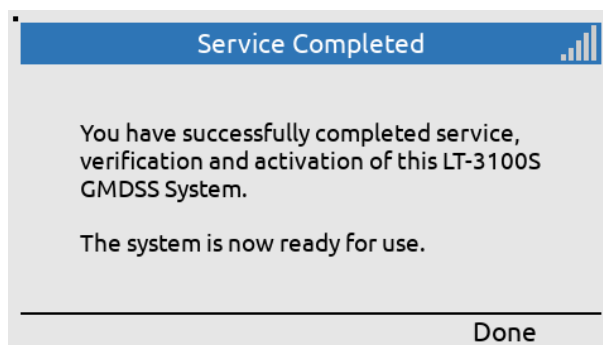 Service Completed
You have successfully completed service,
verification and activation of this LT-3100S
GMDSS System.
The system is now ready for use.
Done